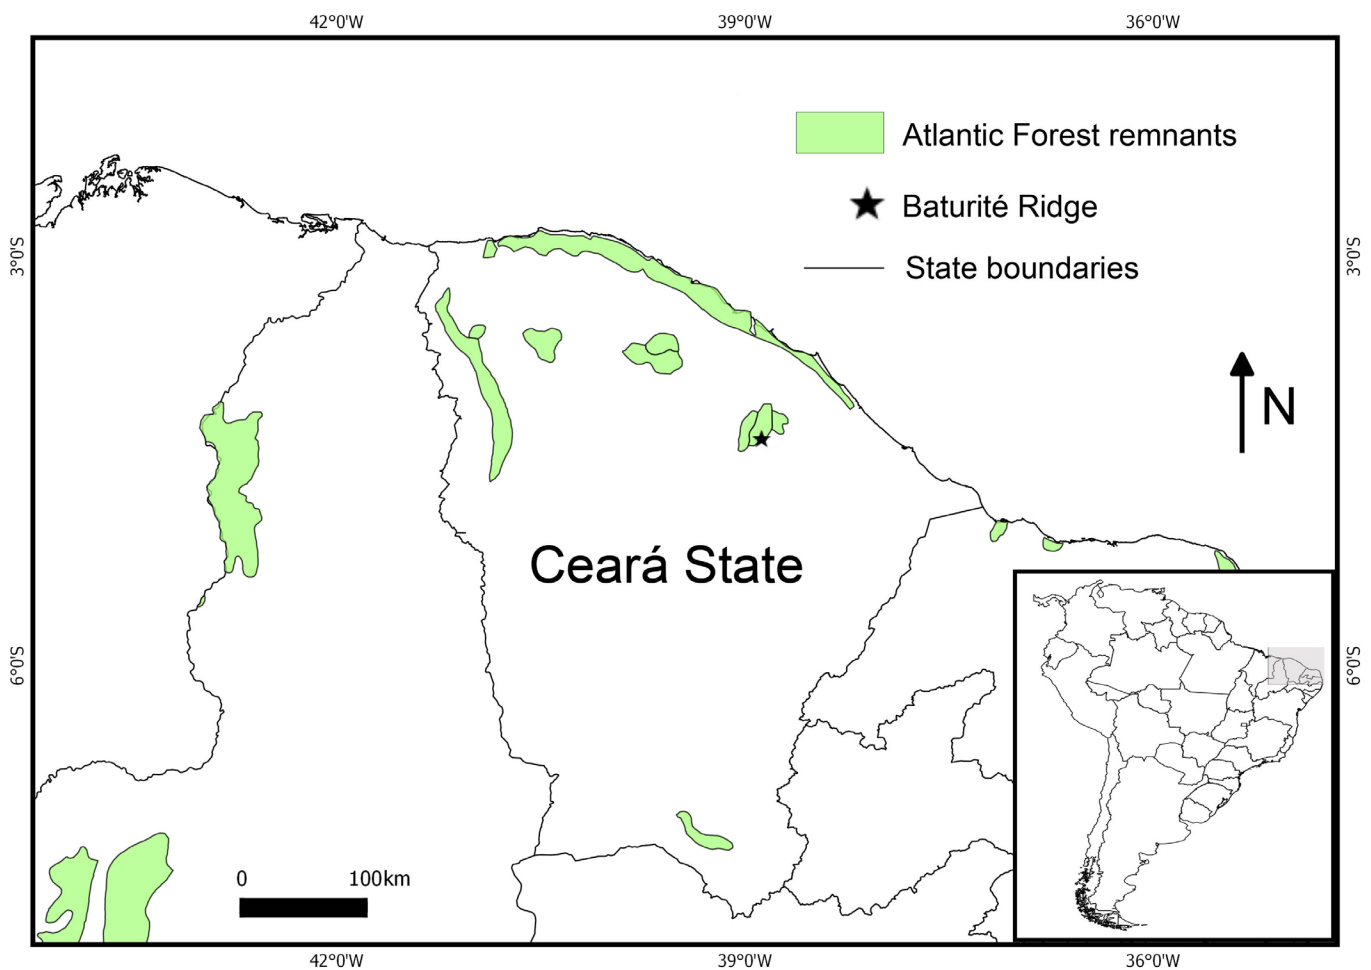 42°0'W
39°0'W
36°0'W
Atlantic Forest remnants
Baturité Ridge
State boundaries
3°0'S
3°0'S
N
Ceará State
6°0'S
6°0'S
0
100km
42°0'W
39°0'W
36°0'W